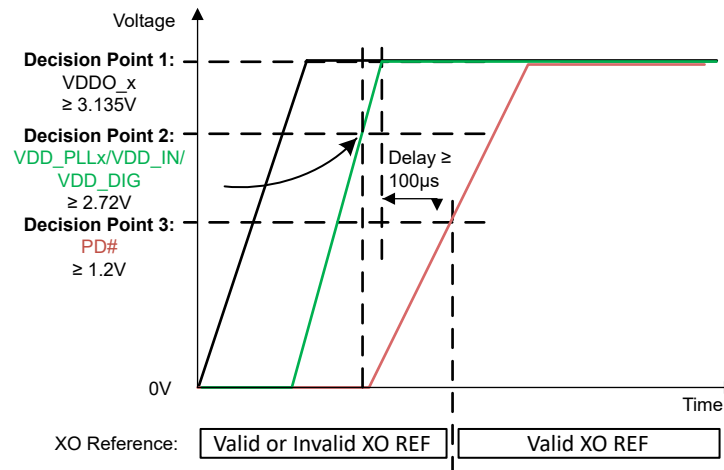 Voltage
Decision Point 1:
VDDO_x
≥ 3.135V
Decision Point 2:
VDD_PLLx/VDD_IN/
VDD_DIG
≥ 2.72V
Delay ≥
100µs
Decision Point 3:
PD#
≥ 1.2V
0V
Time
XO Reference:
Valid or Invalid XO REF
Valid XO REF